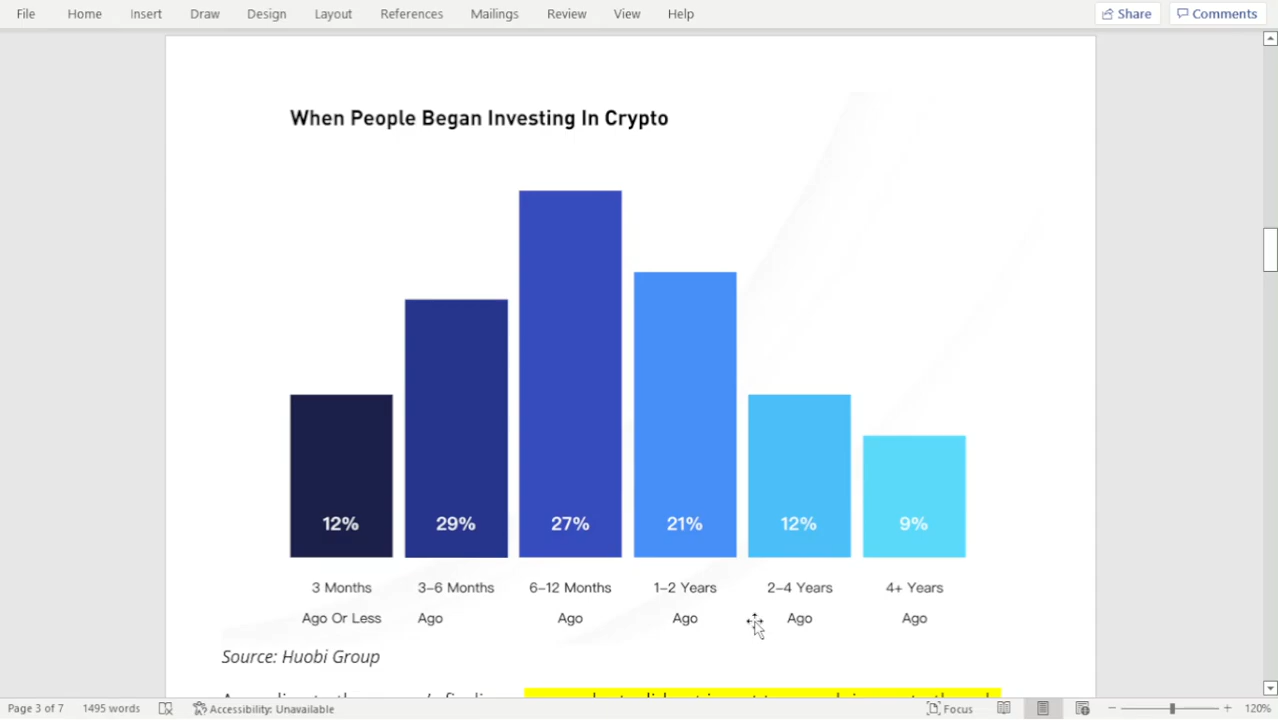 File Home Insert Draw Design Layout References Mailings Review View Help Share Comments
When People Began Investing In Crypto
12% 29% 27% 21% 12% 9%
3 Months 3–6 Months 6–12 Months 1–2 Years 2–4 Years 4+ Years
Ago Or Less Ago Ago Ago Ago Ago
Source: Huobi Group
Page 3 of 7 1495 words Accessibility: Unavailable Focus 120%